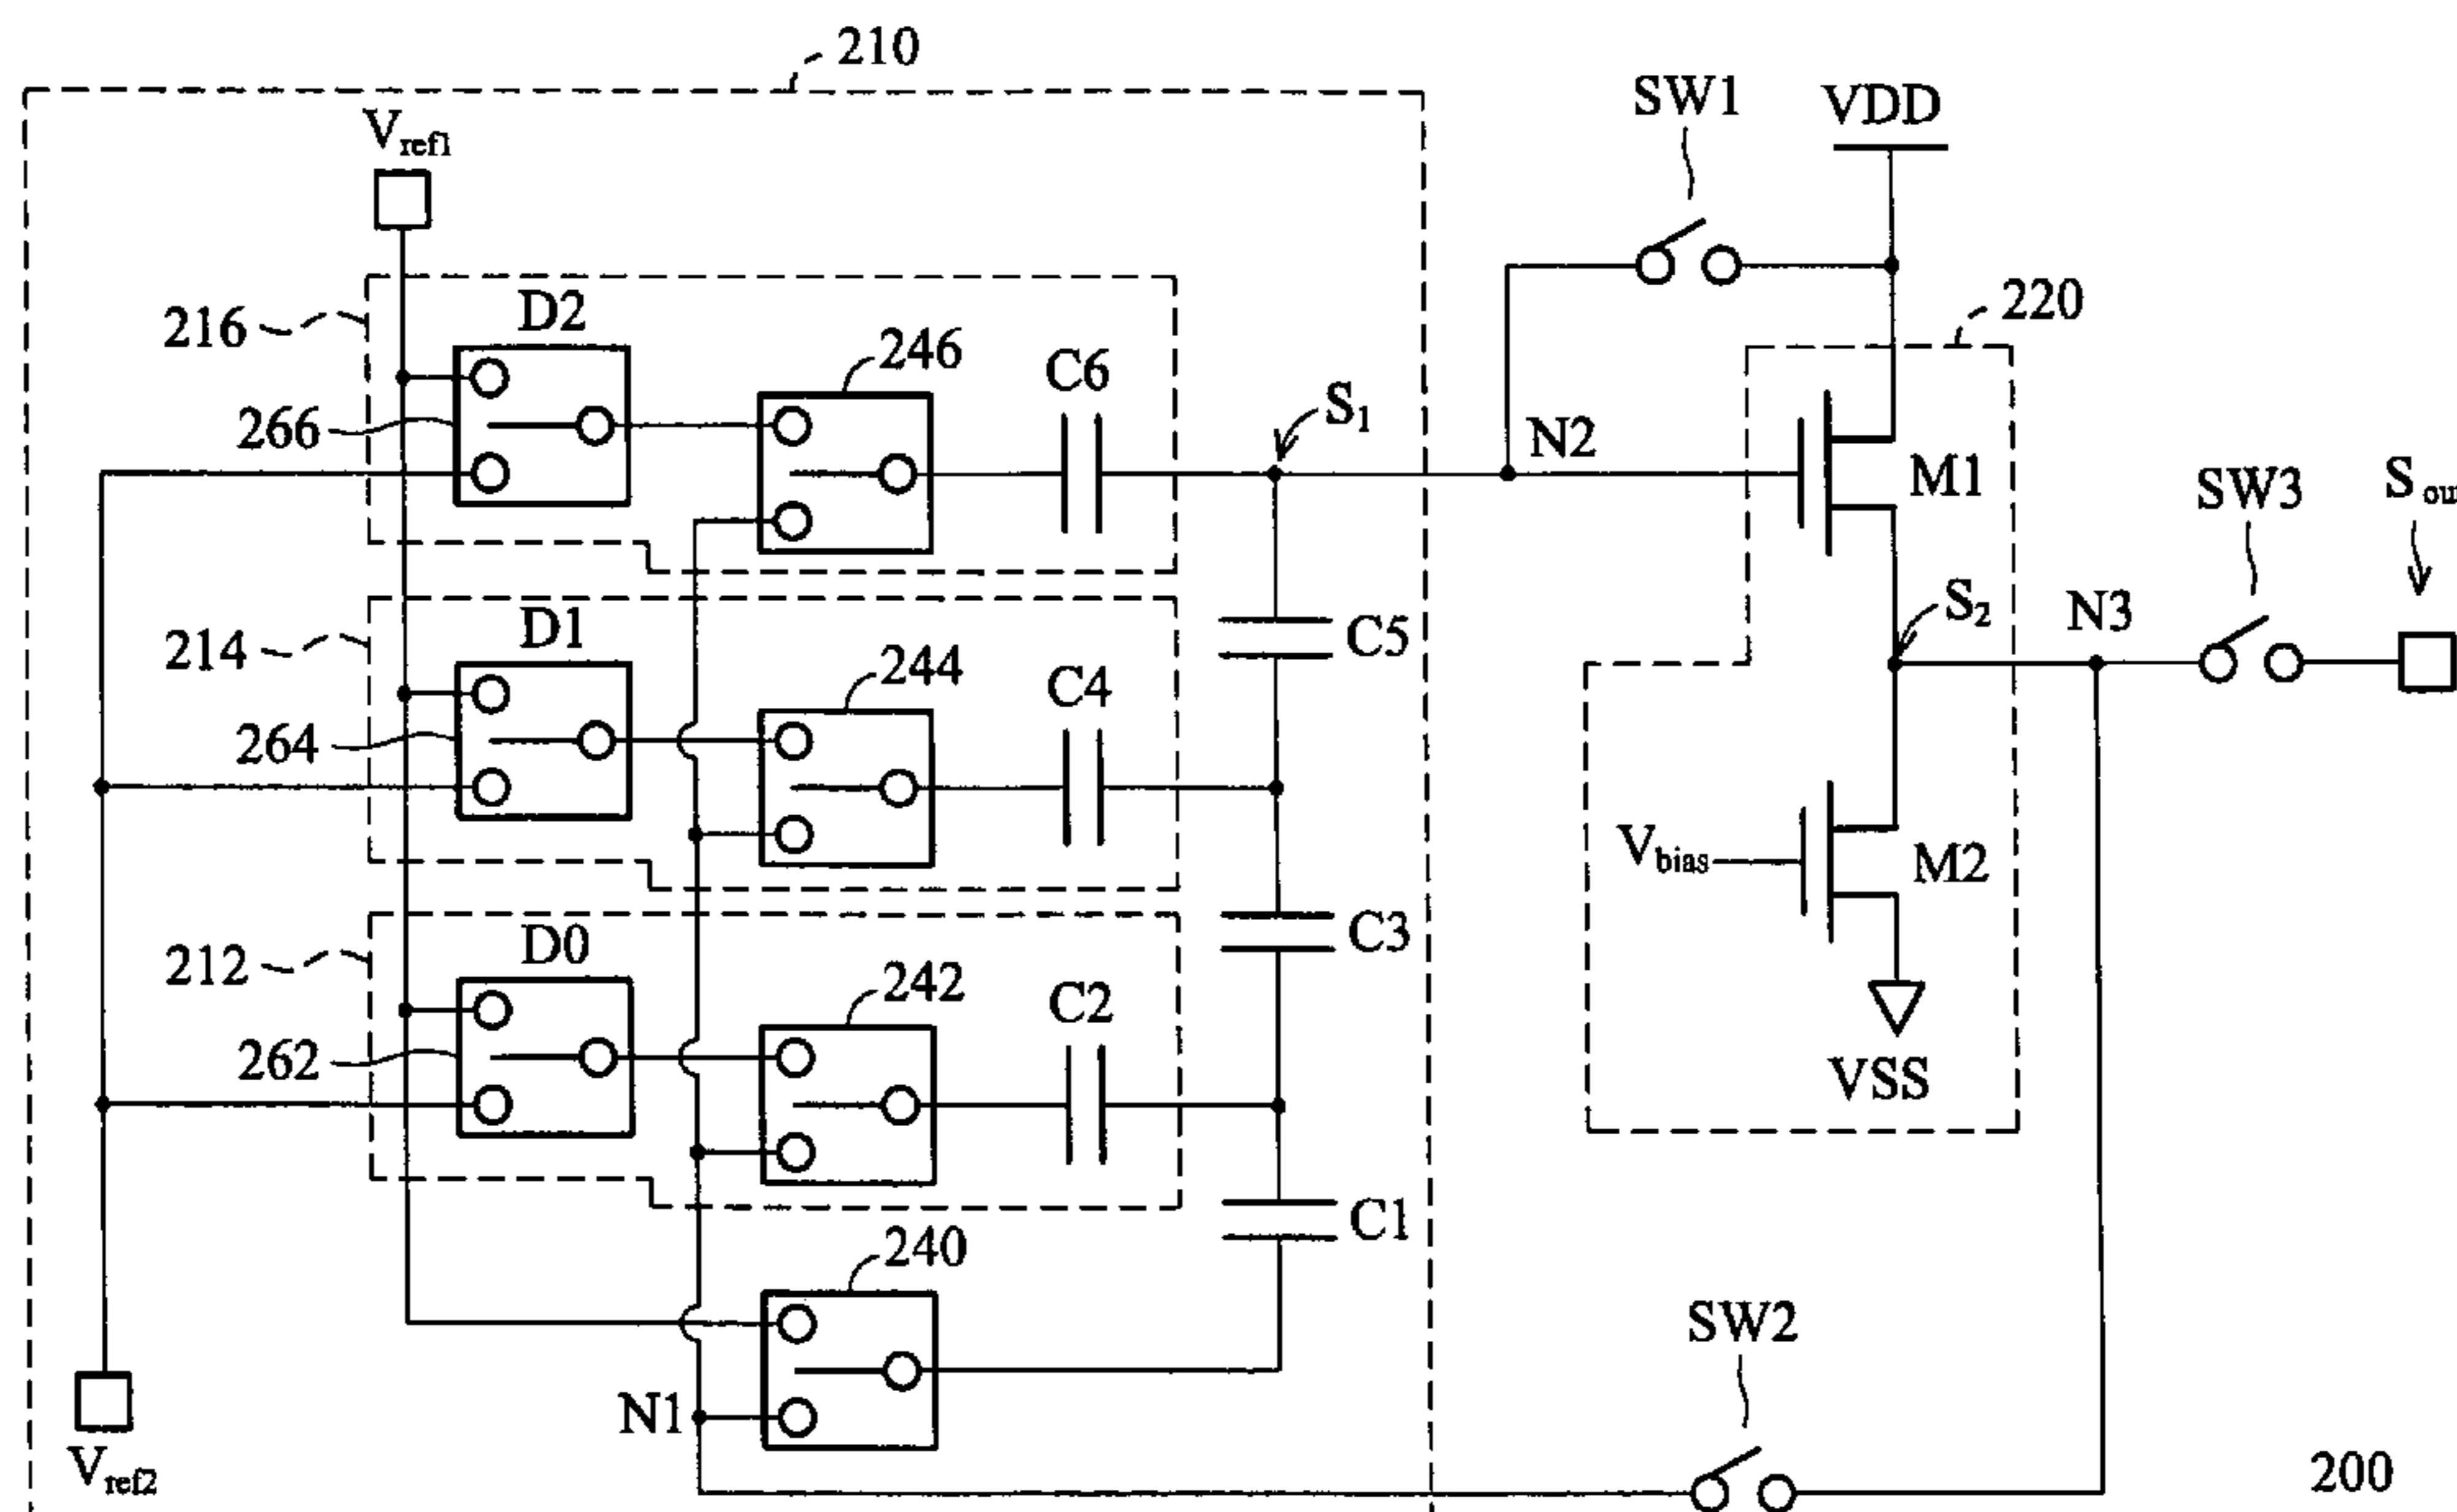 210
Vref1
SW1
VDD
216
D2
246
C6
220
266
S1
N2
M1
SW3
Sout
214
D1
244
C4
C5
S2
N3
264
212
D0
242
C2
C3
Vbias
M2
262
VSS
240
C1
N1
SW2
Vref2
200